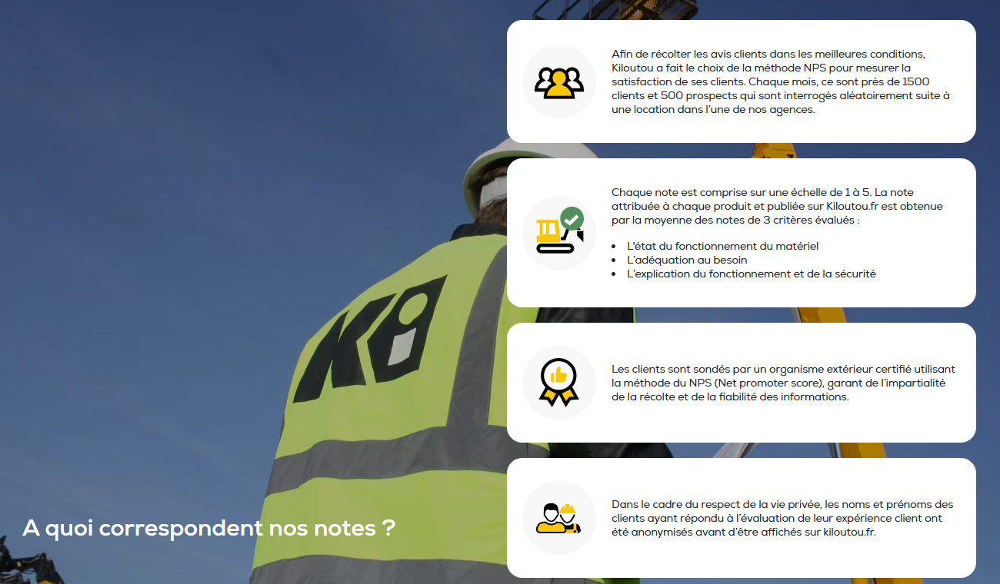 Afin de récolter les avis clients dans les meilleures conditions,
Kiloutou a fait le choix de la méthode NPS pour mesurer la
satisfaction de ses clients. Chaque mois, ce sont près de 1500
clients et 500 prospects qui sont interrogés aléatoirement suite à
une location dans l'une de nos agences.
Chaque note est comprise sur une échelle de 1 à 5. La note
attribuée à chaque produit et publiée sur Kiloutou.fr est obtenue
par la moyenne des notes de 3 critères évalués :
• L'état du fonctionnement du matériel
• L'adéquation au besoin
• L'explication du fonctionnement et de la sécurité
Les clients sont sondés par un organisme extérieur certifié utilisant
la méthode du NPS (Net promoter score), garant de l'impartialité
de la récolte et de la fiabilité des informations.
Dans le cadre du respect de la vie privée, les noms et prénoms des
clients ayant répondu à l'évaluation de leur expérience client ont
été anonymisés avant d'être affichés sur kiloutou.fr.
A quoi correspondent nos notes ?